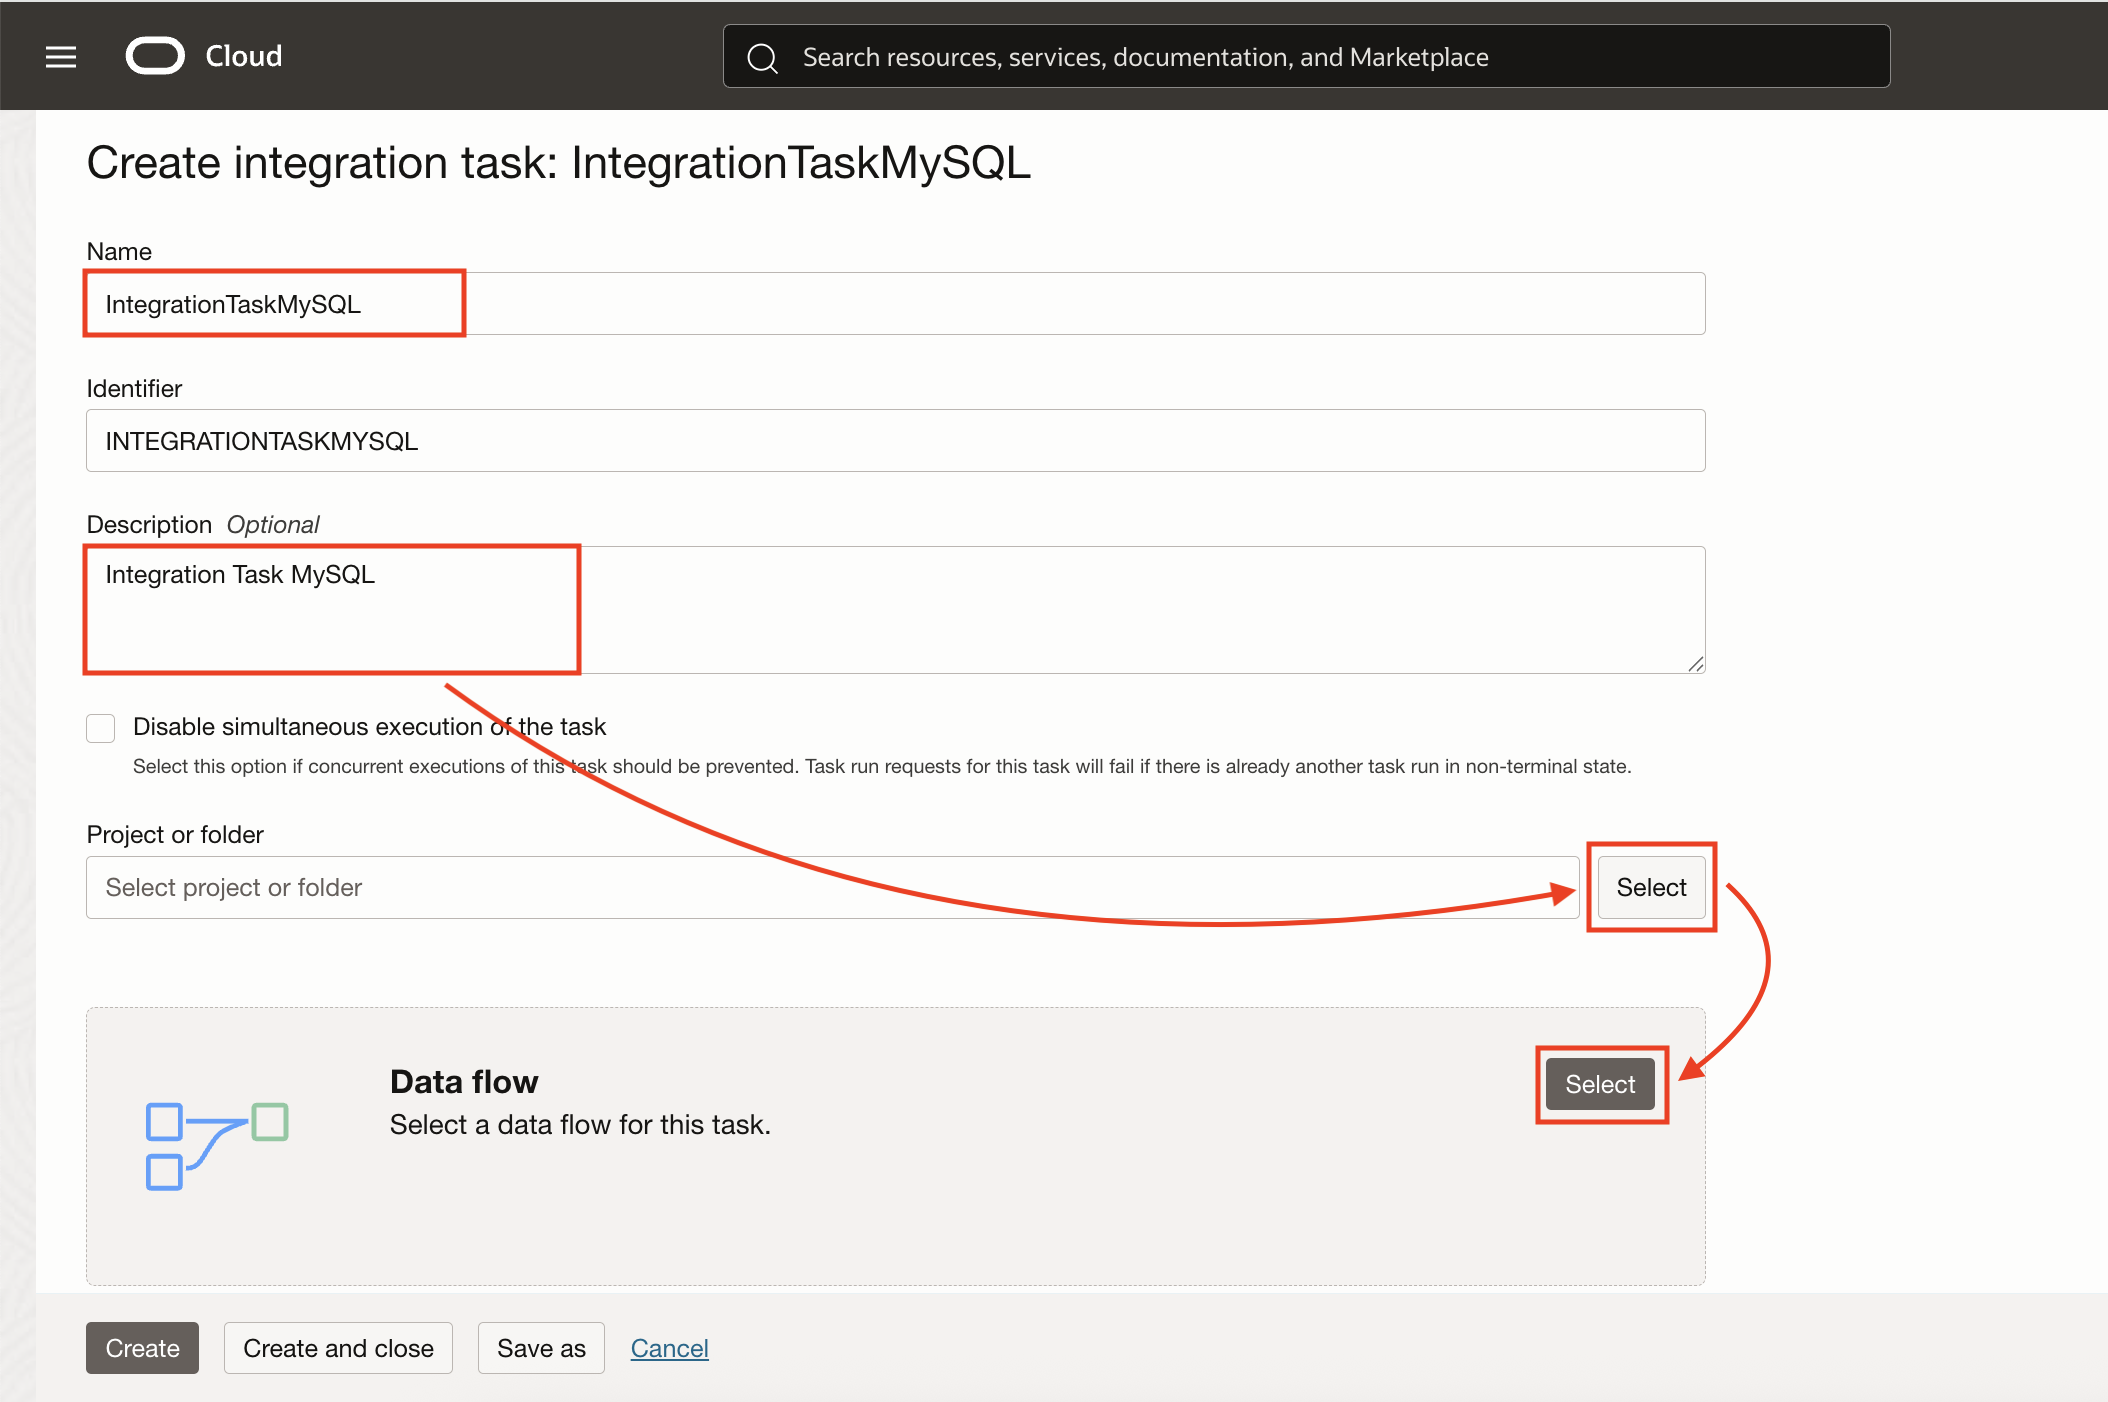 Cloud
Search resources, services, documentation, and Marketplace
Create integration task: IntegrationTaskMySQL
Name
IntegrationTaskMySQL
Identifier
INTEGRATIONTASKMYSQL
Description Optional
Integration Task MySQL
Disable simultaneous execution of the task
Select this option if concurrent executions of this task should be prevented. Task run requests for this task will fail if there is already another task run in non-terminal state.
Project or folder
Select project or folder
Select
Data flow
Select
Select a data flow for this task.
Create
Create and close
Save as
Cancel